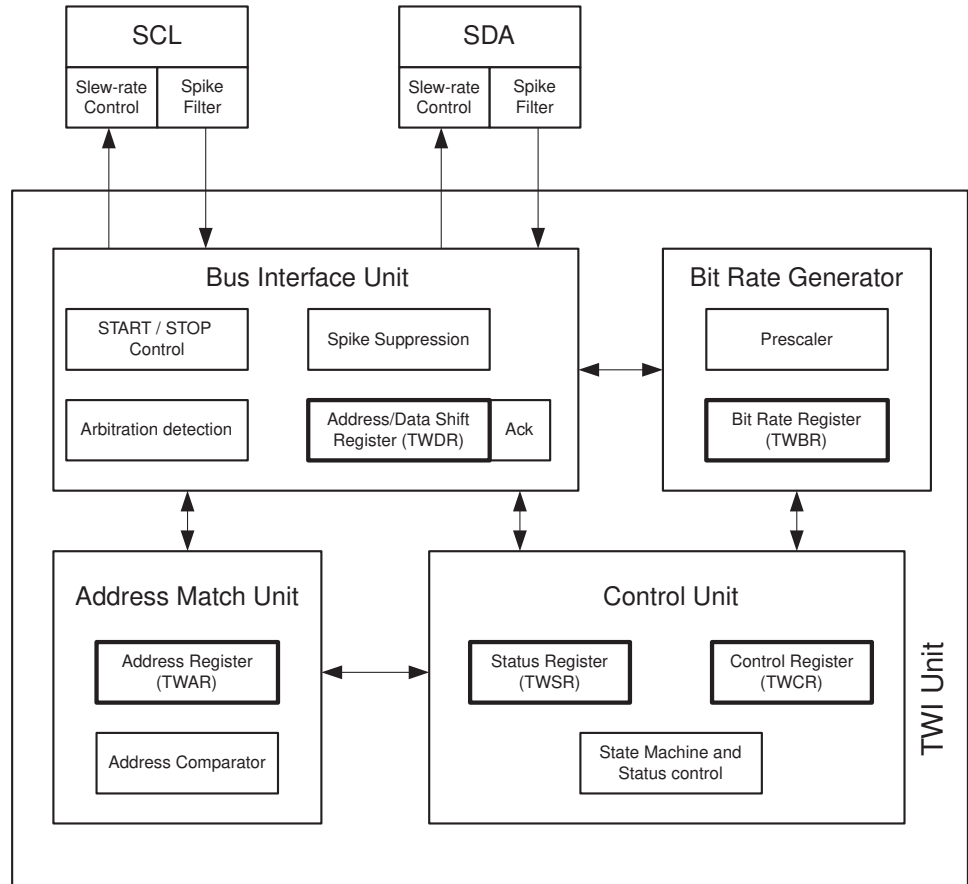 SCL
Slew-rate
Control
Spike
Filter
SDA
Slew-rate
Control
Spike
Filter
Bus Interface Unit
START / STOP
Control
Spike Suppression
Arbitration detection
Address/Data Shift
Register (TWDR)
Ack
Bit Rate Generator
Prescaler
Bit Rate Register
(TWBR)
Address Match Unit
Address Register
(TWAR)
Address Comparator
Control Unit
Status Register
(TWSR)
Control Register
(TWCR)
State Machine and
Status control
TWI Unit